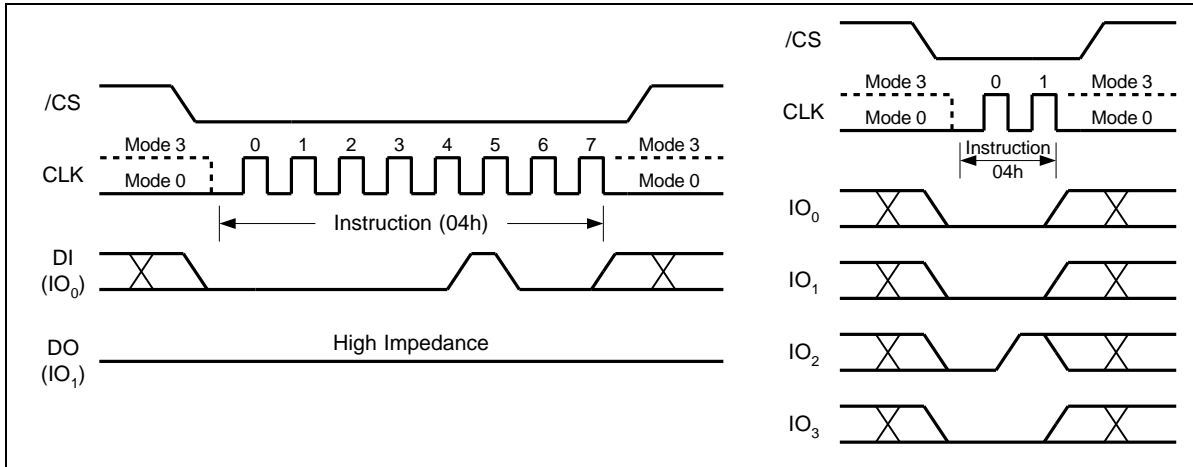 /CS
Mode 3 0 1 2 3 4 5 6 7 Mode 3
CLK Mode 0 Mode 0
Instruction (04h)
DI
(IO0)
DO High Impedance
(IO1)
/CS
Mode 3 0 1 Mode 3
CLK Mode 0 Mode 0
Instruction
04h
IO0
IO1
IO2
IO3